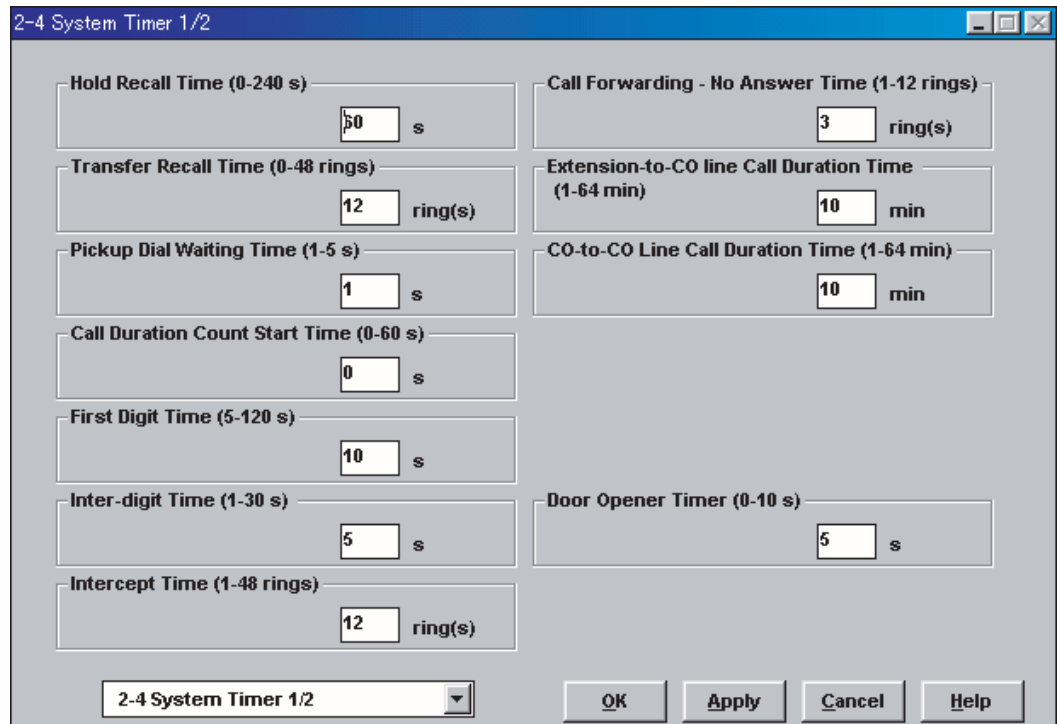 2-4 System Timer 1/2
Hold Recall Time (0-240 s)
60 s
Call Forwarding - No Answer Time (1-12 rings)
3 ring(s)
Transfer Recall Time (0-48 rings)
12 ring(s)
Extension-to-CO line Call Duration Time
(1-64 min)
10 min
Pickup Dial Waiting Time (1-5 s)
1 s
CO-to-CO Line Call Duration Time (1-64 min)
10 min
Call Duration Count Start Time (0-60 s)
0 s
First Digit Time (5-120 s)
10 s
Inter-digit Time (1-30 s)
5 s
Door Opener Timer (0-10 s)
5 s
Intercept Time (1-48 rings)
12 ring(s)
2-4 System Timer 1/2
OK Apply Cancel Help